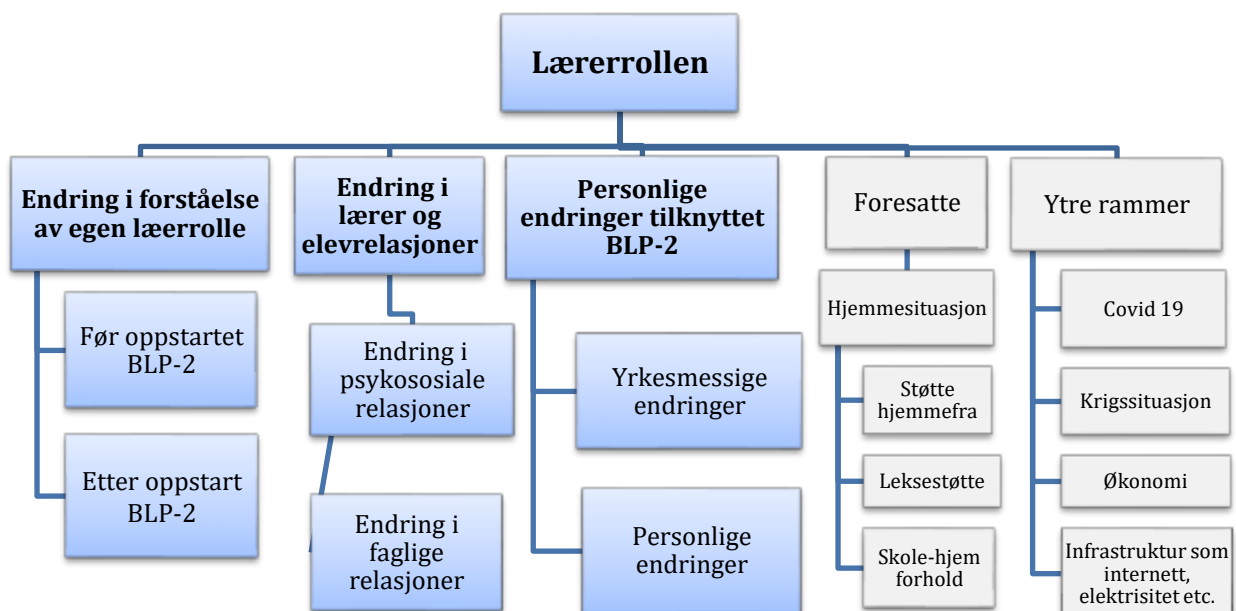 Lærerrollen
Endring i forståelse
av egen læerrolle
Før oppstartet
BLP-2
Etter oppstart
BLP-2
Endring i
lærer og
elevrelasjoner
Endring i
psykososiale
relasjoner
Endring i
faglige
relasjoner
Personlige
endringer tilknyttet
BLP-2
Yrkesmessige
endringer
Personlige
endringer
Foresatte
Hjemmesituasjon
Støtte
hjemmefra
Leksestøtte
Skole-hjem
forhold
Ytre rammer
Covid 19
Krigssituasjon
Økonomi
Infrastruktur som
internett,
elektrisitet etc.